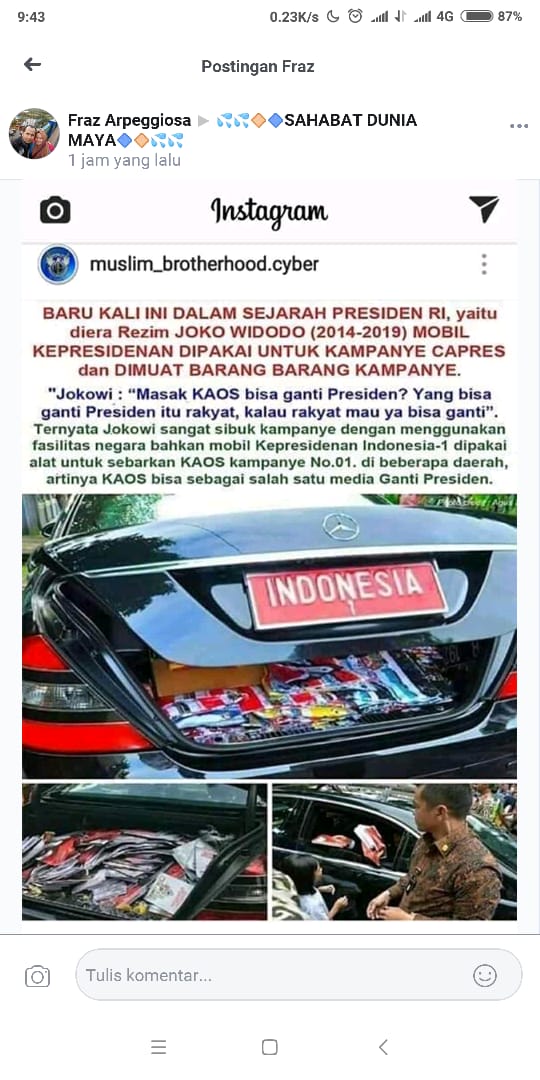 9:43 0.23K/s 4G 87%
Postingan Fraz
Fraz Arpeggiosa ▶ 💦💦🔸🔷SAHABAT DUNIA
MAYA🔷🔸💦💦
1 jam yang lalu
Instagram
muslim_brotherhood.cyber
BARU KALI INI DALAM SEJARAH PRESIDEN RI, yaitu
diera Rezim JOKO WIDODO (2014-2019) MOBIL
KEPRESIDENAN DIPAKAI UNTUK KAMPANYE CAPRES
dan DIMUAT BARANG BARANG KAMPANYE.
"Jokowi : “Masak KAOS bisa ganti Presiden? Yang bisa
ganti Presiden itu rakyat, kalau rakyat mau ya bisa ganti”.
Ternyata Jokowi sangat sibuk kampanye dengan menggunakan
fasilitas negara bahkan mobil Kepresidenan Indonesia-1 dipakai
alat untuk sebarkan KAOS kampanye No.01. di beberapa daerah,
artinya KAOS bisa sebagai salah satu media Ganti Presiden.
INDONESIA
1
Tulis komentar...